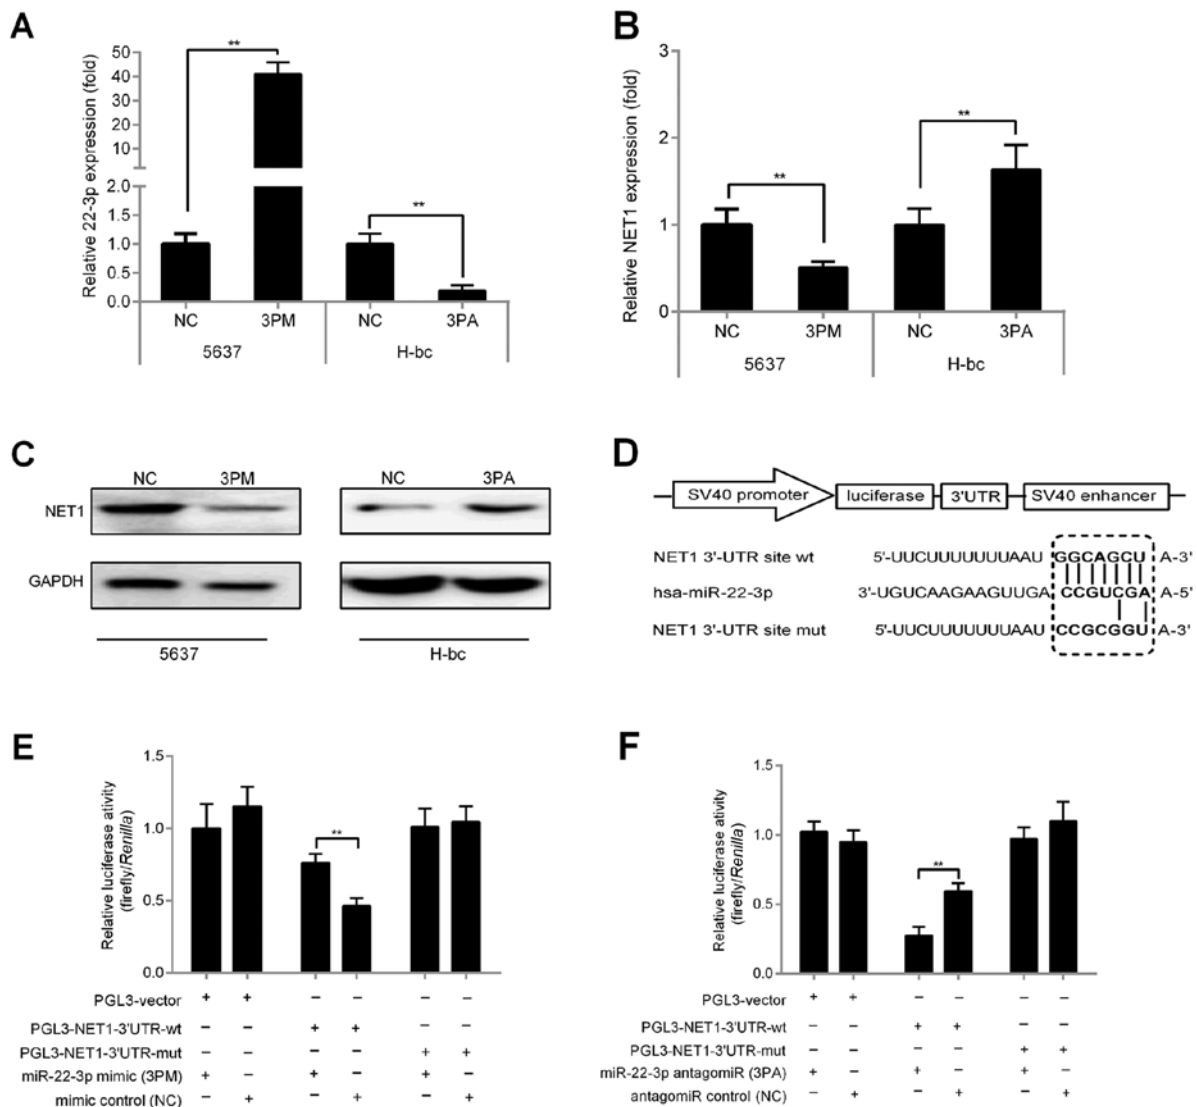 A
Relative 22-3p expression (fold)
50
40
30
20
10
2.0
1.5
1.0
0.5
0.0
**
**
NC 3PM NC 3PA
5637 H-bc
B
Relative NET1 expression (fold)
3
2
1
0
**
**
NC 3PM NC 3PA
5637 H-bc
C
NC 3PM NC 3PA
NET1
GAPDH
5637 H-bc
D
SV40 promoter luciferase 3'UTR SV40 enhancer
NET1 3'-UTR site wt 5'-UUCUUUUUUUAAU GGCAGCU A-3'
hsa-miR-22-3p 3'-UGUCAAGAAGUUGA CCGUCGA A-5'
NET1 3'-UTR site mut 5'-UUCUUUUUUUAAU CCGCGGU A-3'
E
Relative luciferase ativity
(firefly/Renilla)
1.5
1.0
0.5
0.0
**
PGL3-vector + + – – – –
PGL3-NET1-3'UTR-wt – – + + – –
PGL3-NET1-3'UTR-mut – – – – + +
miR-22-3p mimic (3PM) + – + – + –
mimic control (NC) – + – + – +
F
Relative luciferase ativity
(firefly/Renilla)
1.5
1.0
0.5
0.0
**
PGL3-vector + + – – – –
PGL3-NET1-3'UTR-wt – – + + – –
PGL3-NET1-3'UTR-mut – – – – + +
miR-22-3p antagomiR (3PA) + – + – + –
antagomiR control (NC) – + – + – +